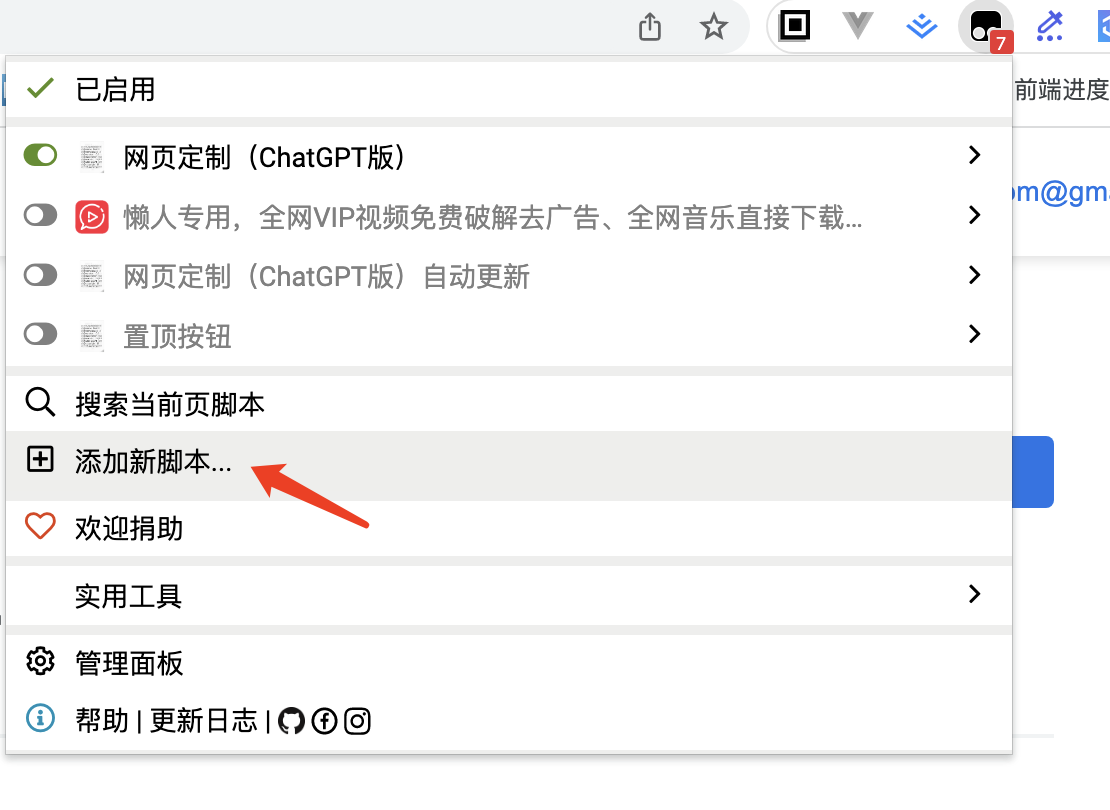 7
已启用
前端进度
网页定制（ChatGPT版）
om@gma
懒人专用，全网VIP视频免费破解去广告、全网音乐直接下载...
网页定制（ChatGPT版）自动更新
置顶按钮
搜索当前页脚本
添加新脚本...
欢迎捐助
实用工具
管理面板
帮助 | 更新日志 |